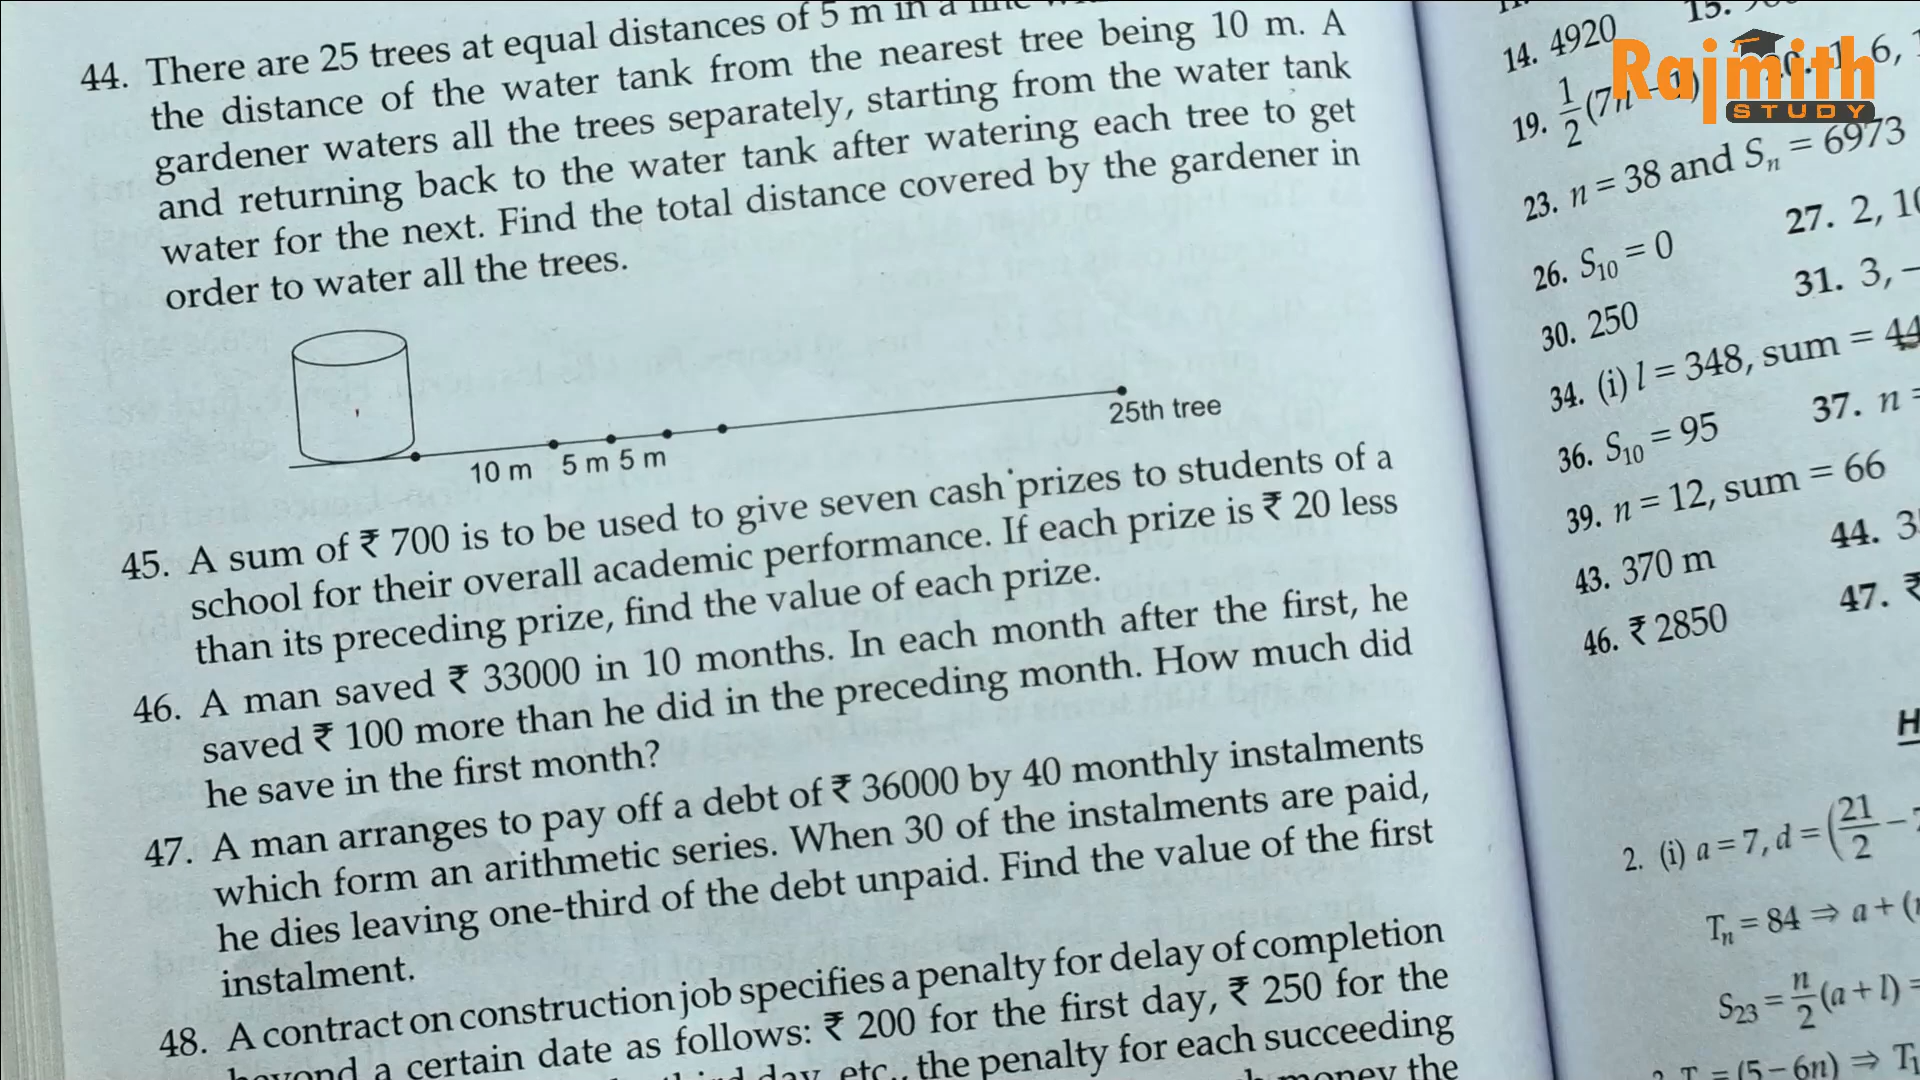 44. There are 25 trees at equal distances of 5 m in a
the distance of the water tank from the nearest tree being 10 m. A
gardener waters all the trees separately, starting from the water tank
and returning back to the water tank after watering each tree to get
water for the next. Find the total distance covered by the gardener in
order to water all the trees.
10 m 5 m 5 m
25th tree
45. A sum of ₹ 700 is to be used to give seven cash prizes to students of a
school for their overall academic performance. If each prize is ₹ 20 less
than its preceding prize, find the value of each prize.
46. A man saved ₹ 33000 in 10 months. In each month after the first, he
saved ₹ 100 more than he did in the preceding month. How much did
he save in the first month?
47. A man arranges to pay off a debt of ₹ 36000 by 40 monthly instalments
which form an arithmetic series. When 30 of the instalments are paid,
he dies leaving one-third of the debt unpaid. Find the value of the first
instalment.
48. A contract on construction job specifies a penalty for delay of completion
beyond a certain date as follows: ₹ 200 for the first day, ₹ 250 for the
day, etc., the penalty for each succeeding
money the
Rajmith
STUDY
14. 4920 15.
19. 1/2 (7n – 1)
23. n = 38 and Sn = 6973
26. S10 = 0 27. 2,
30. 250 31. 3, –
34. (i) l = 348, sum =
36. S10 = 95 37. n =
39. n = 12, sum = 66
43. 370 m 44.
46. ₹ 2850 47. ₹
2. (i) a = 7, d = (21/2 –
Tn = 84 ⇒ a + (
S23 = n/2 (a + l) =
= (5 – 6n) ⇒